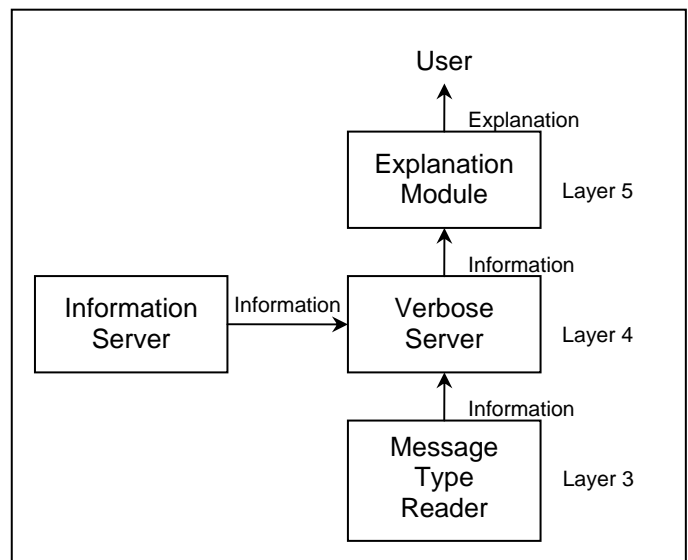 User
Explanation
Explanation
Module
Layer 5
Information
Information
Server
Information
Verbose
Server
Layer 4
Information
Message
Type
Reader
Layer 3